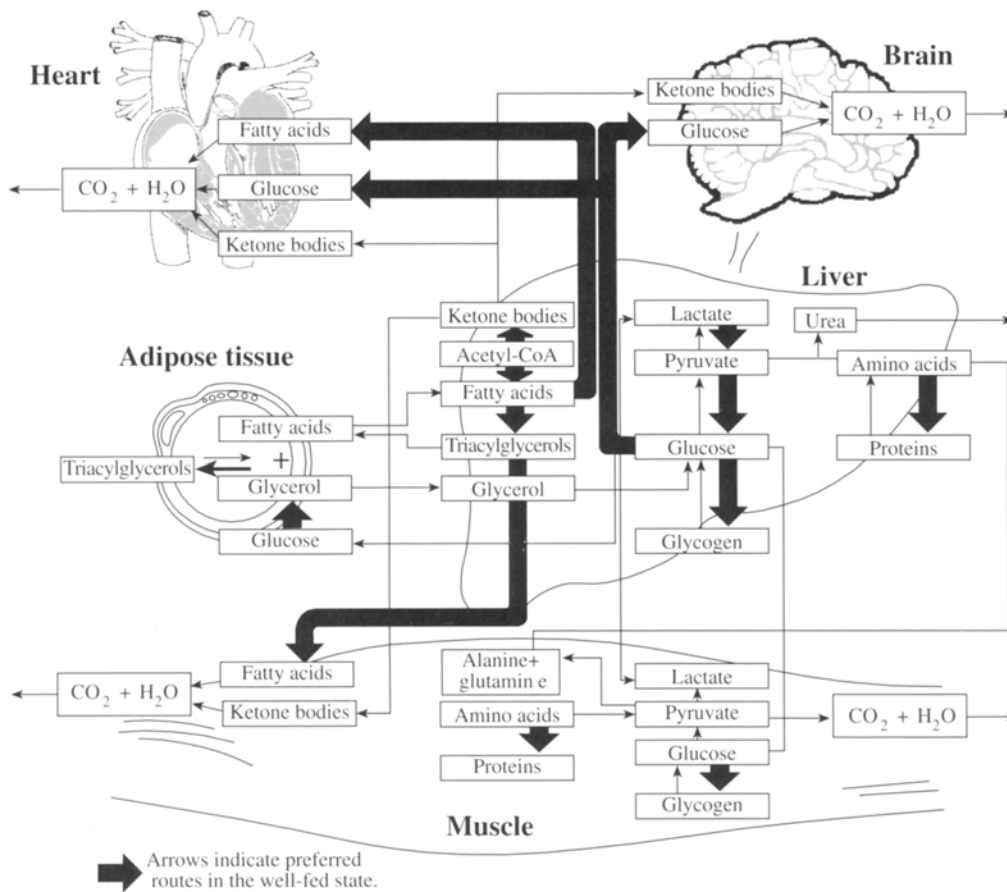 Heart
Brain
Ketone bodies
CO2 + H2O
Fatty acids
Glucose
CO2 + H2O
Glucose
Ketone bodies
Liver
Ketone bodies
Lactate
Urea
Adipose tissue
Acetyl-CoA
Pyruvate
Amino acids
Fatty acids
Fatty acids
Triacylglycerols
Glucose
Proteins
Triacylglycerols
+
Glycerol
Glycerol
Glucose
Glycogen
Fatty acids
Alanine+
glutamin e
Lactate
CO2 + H2O
Ketone bodies
Amino acids
Pyruvate
CO2 + H2O
Proteins
Glucose
Glycogen
Muscle
Arrows indicate preferred
routes in the well-fed state.